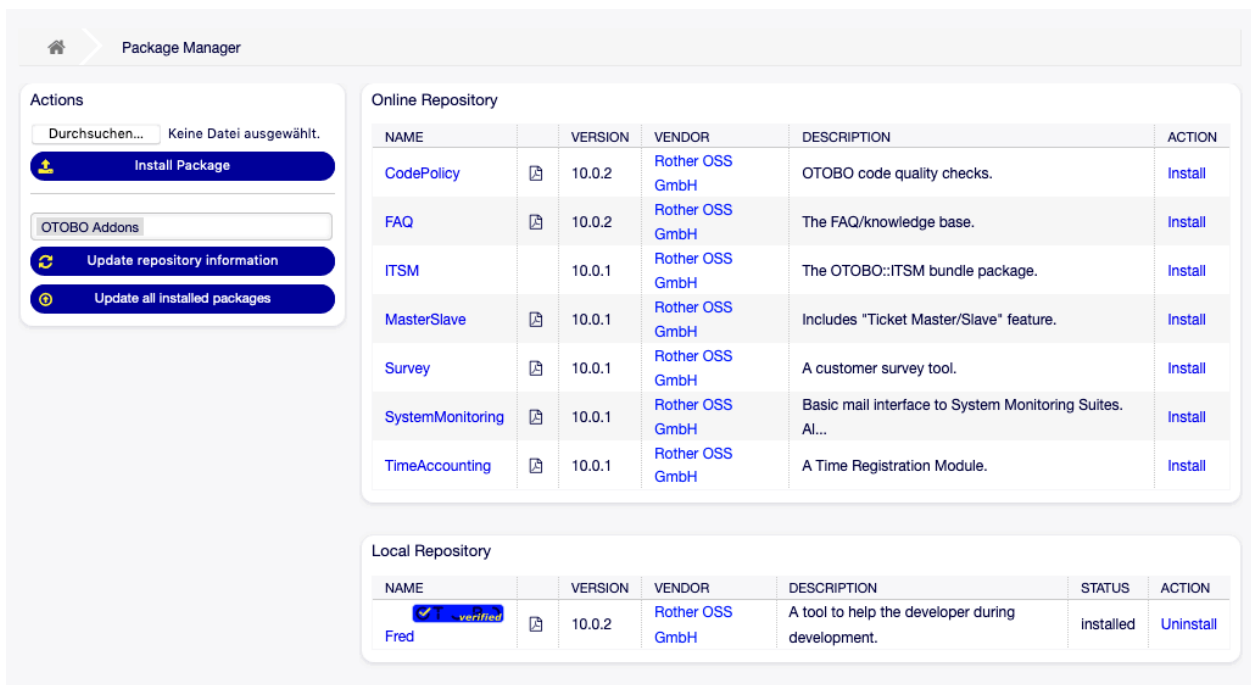 Package Manager
Actions
Durchsuchen... Keine Datei ausgewählt.
Install Package
OTOBO Addons
Update repository information
Update all installed packages
Online Repository
NAME VERSION VENDOR DESCRIPTION ACTION
CodePolicy 10.0.2 Rother OSS GmbH OTOBO code quality checks. Install
FAQ 10.0.2 Rother OSS GmbH The FAQ/knowledge base. Install
ITSM 10.0.1 Rother OSS GmbH The OTOBO::ITSM bundle package. Install
MasterSlave 10.0.1 Rother OSS GmbH Includes "Ticket Master/Slave" feature. Install
Survey 10.0.1 Rother OSS GmbH A customer survey tool. Install
SystemMonitoring 10.0.1 Rother OSS GmbH Basic mail interface to System Monitoring Suites. Al... Install
TimeAccounting 10.0.1 Rother OSS GmbH A Time Registration Module. Install
Local Repository
NAME VERSION VENDOR DESCRIPTION STATUS ACTION
verified
Fred 10.0.2 Rother OSS GmbH A tool to help the developer during development. installed Uninstall